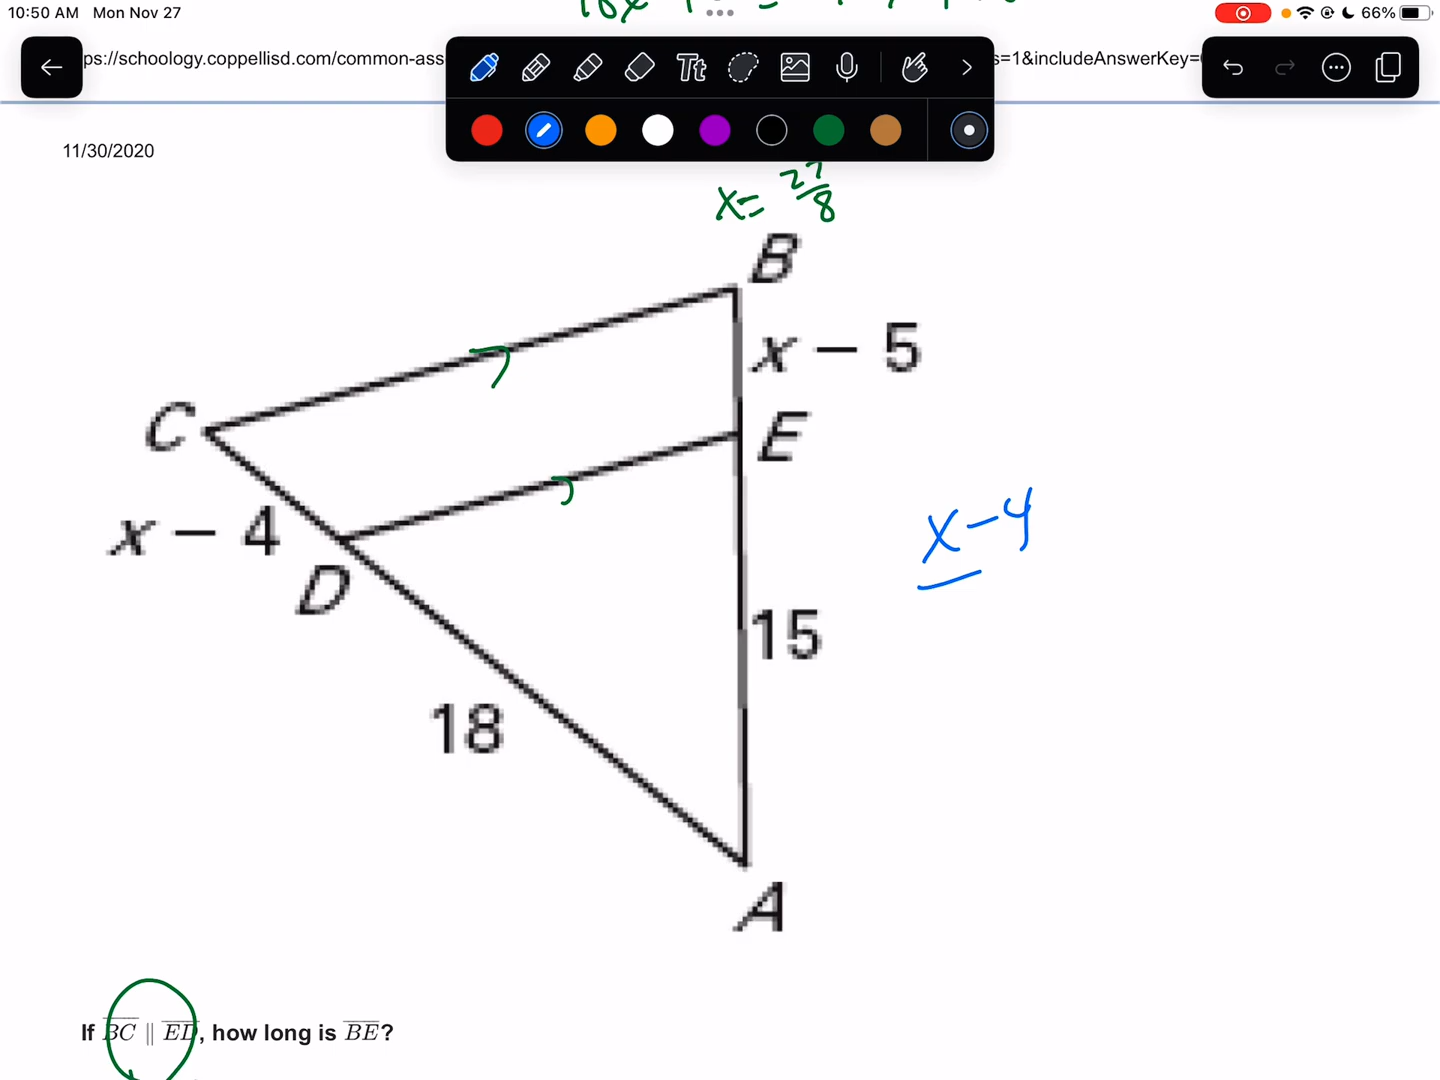 10:50 AM Mon Nov 27
66%
ps://schoology.coppellisd.com/common-ass
s=1&includeAnswerKey=
Tt
11/30/2020
x= 27/8
B
x - 5
C
E
x - 4
x-4
D
15
18
A
If BC || ED, how long is BE?